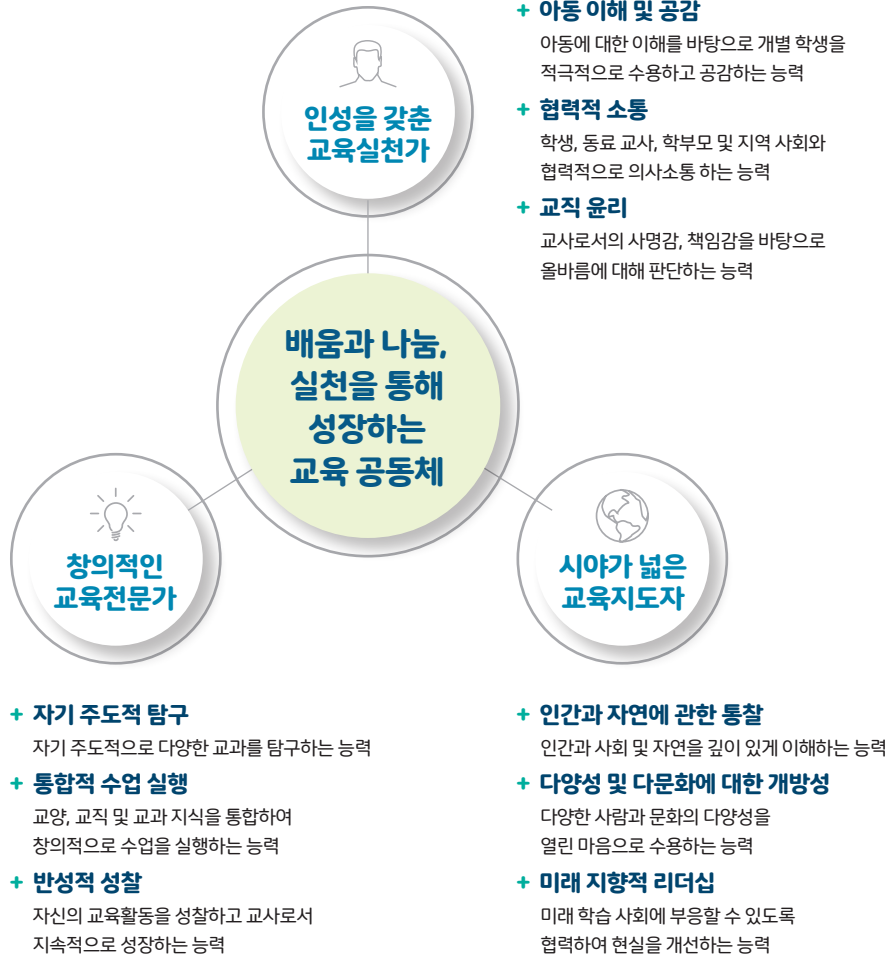 인성을 갖춘
교육실천가
+ 아동 이해 및 공감
아동에 대한 이해를 바탕으로 개별 학생을
적극적으로 수용하고 공감하는 능력
+ 협력적 소통
학생, 동료 교사, 학부모 및 지역 사회와
협력적으로 의사소통 하는 능력
+ 교직 윤리
교사로서의 사명감, 책임감을 바탕으로
올바름에 대해 판단하는 능력
배움과 나눔,
실천을 통해
성장하는
교육 공동체
창의적인
교육전문가
시야가 넓은
교육지도자
+ 자기 주도적 탐구
자기 주도적으로 다양한 교과를 탐구하는 능력
+ 통합적 수업 실행
교양, 교직 및 교과 지식을 통합하여
창의적으로 수업을 실행하는 능력
+ 반성적 성찰
자신의 교육활동을 성찰하고 교사로서
지속적으로 성장하는 능력
+ 인간과 자연에 관한 통찰
인간과 사회 및 자연을 깊이 있게 이해하는 능력
+ 다양성 및 다문화에 대한 개방성
다양한 사람과 문화의 다양성을
열린 마음으로 수용하는 능력
+ 미래 지향적 리더십
미래 학습 사회에 부응할 수 있도록
협력하여 현실을 개선하는 능력